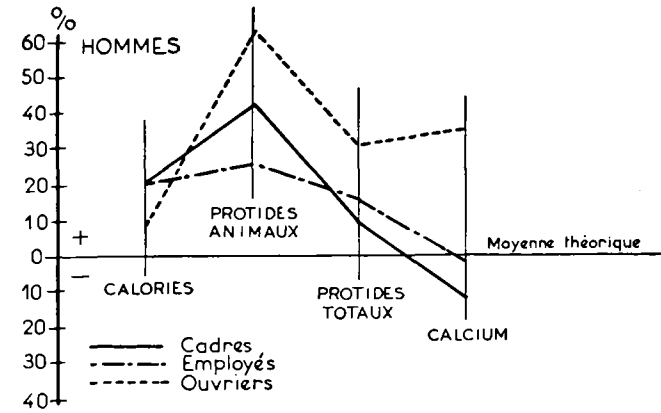 %
60
HOMMES
50
40
30
20
10
+
0
−
10
20
30
40
PROTIDES
ANIMAUX
Moyenne théorique
CALORIES
PROTIDES
TOTAUX
CALCIUM
Cadres
Employés
Ouvriers